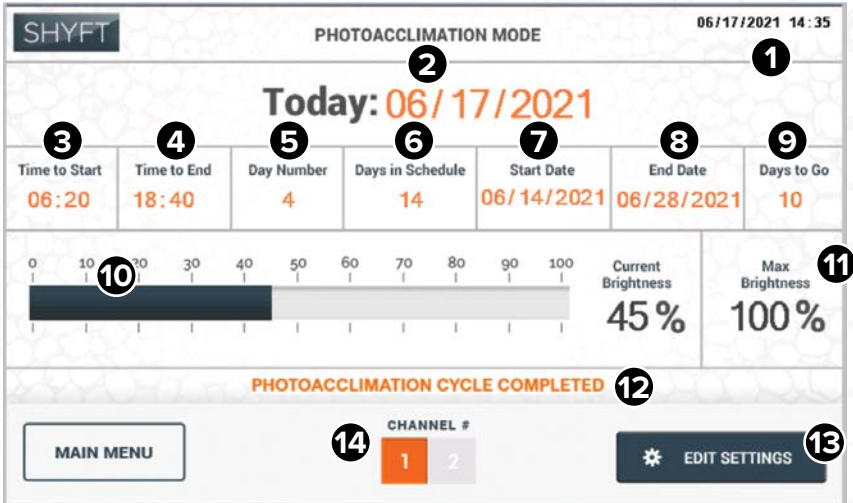 SHYFT
PHOTOACCLIMATION MODE
06/17/2021 14:35
1
2
Today: 06/17/2021
3
4
5
6
7
8
9
Time to Start
06:20
Time to End
18:40
Day Number
4
Days in Schedule
14
Start Date
06/14/2021
End Date
06/28/2021
Days to Go
10
0 10 20 30 40 50 60 70 80 90 100
10
Current
Brightness
45 %
Max
Brightness
100 %
11
PHOTOACCLIMATION CYCLE COMPLETED
12
MAIN MENU
14
CHANNEL #
1 2
EDIT SETTINGS
13